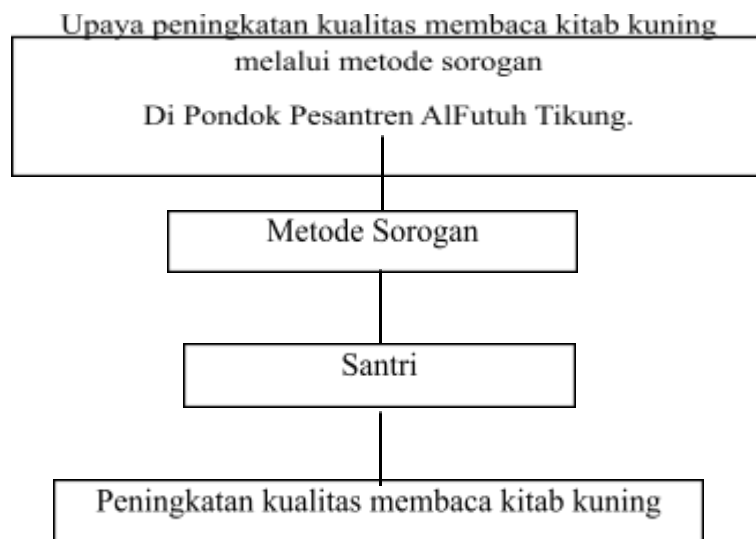 Upaya peningkatan kualitas membaca kitab kuning
melalui metode sorogan
Di Pondok Pesantren AlFutuh Tikung.
Metode Sorogan
Santri
Peningkatan kualitas membaca kitab kuning